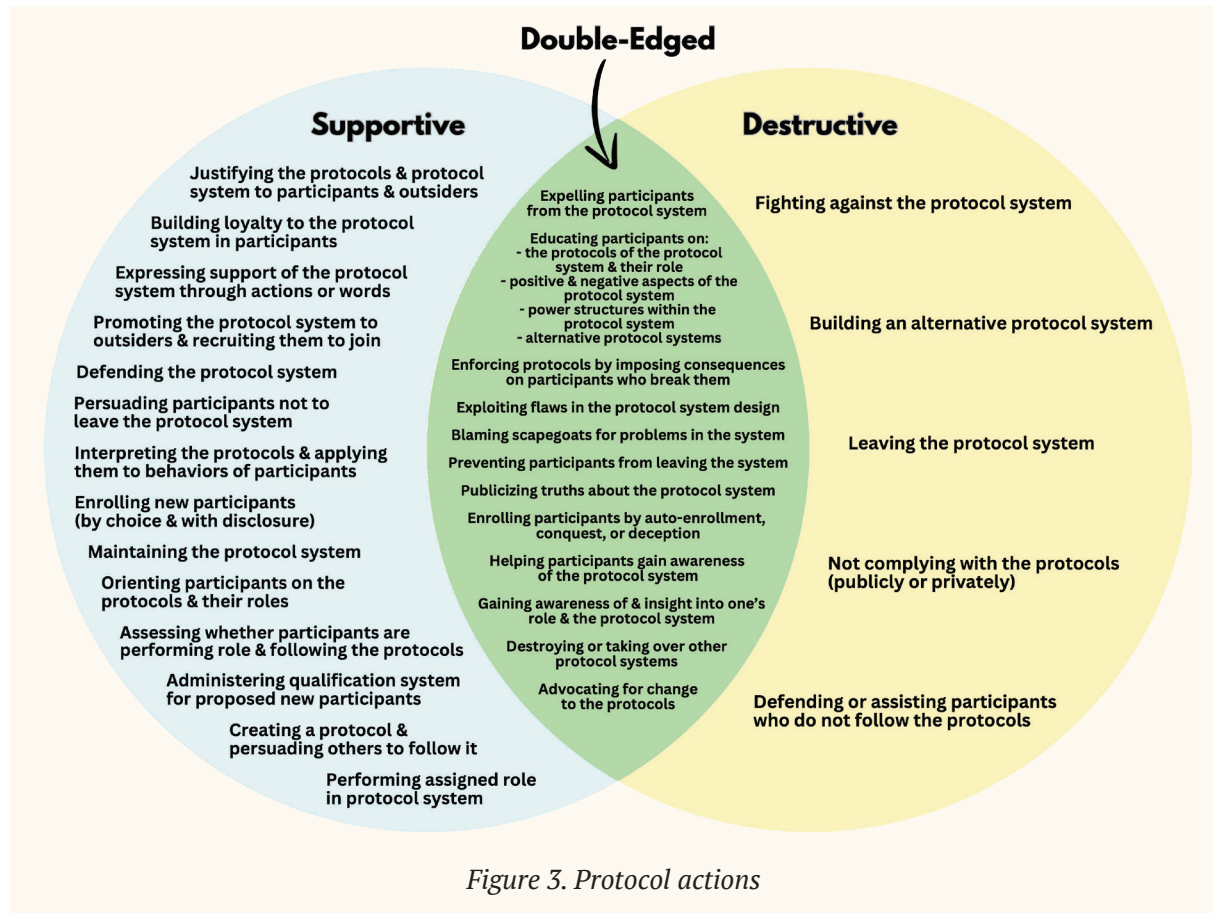 Double-Edged
Supportive
Justifying the protocols & protocol
system to participants & outsiders
Building loyalty to the protocol
system in participants
Expressing support of the protocol
system through actions or words
Promoting the protocol system to
outsiders & recruiting them to join
Defending the protocol system
Persuading participants not to
leave the protocol system
Interpreting the protocols & applying
them to behaviors of participants
Enrolling new participants
(by choice & with disclosure)
Maintaining the protocol system
Orienting participants on the
protocols & their roles
Assessing whether participants are
performing role & following the protocols
Administering qualification system
for proposed new participants
Creating a protocol &
persuading others to follow it
Performing assigned role
in protocol system
Expelling participants
from the protocol system
Educating participants on:
- the protocols of the protocol
system & their role
- positive & negative aspects of the
protocol system
- power structures within the
protocol system
- alternative protocol systems
Enforcing protocols by imposing consequences
on participants who break them
Exploiting flaws in the protocol system design
Blaming scapegoats for problems in the system
Preventing participants from leaving the system
Publicizing truths about the protocol system
Enrolling participants by auto-enrollment,
conquest, or deception
Helping participants gain awareness
of the protocol system
Gaining awareness of & insight into one's
role & the protocol system
Destroying or taking over other
protocol systems
Advocating for change
to the protocols
Destructive
Fighting against the protocol system
Building an alternative protocol system
Leaving the protocol system
Not complying with the protocols
(publicly or privately)
Defending or assisting participants
who do not follow the protocols
Figure 3. Protocol actions